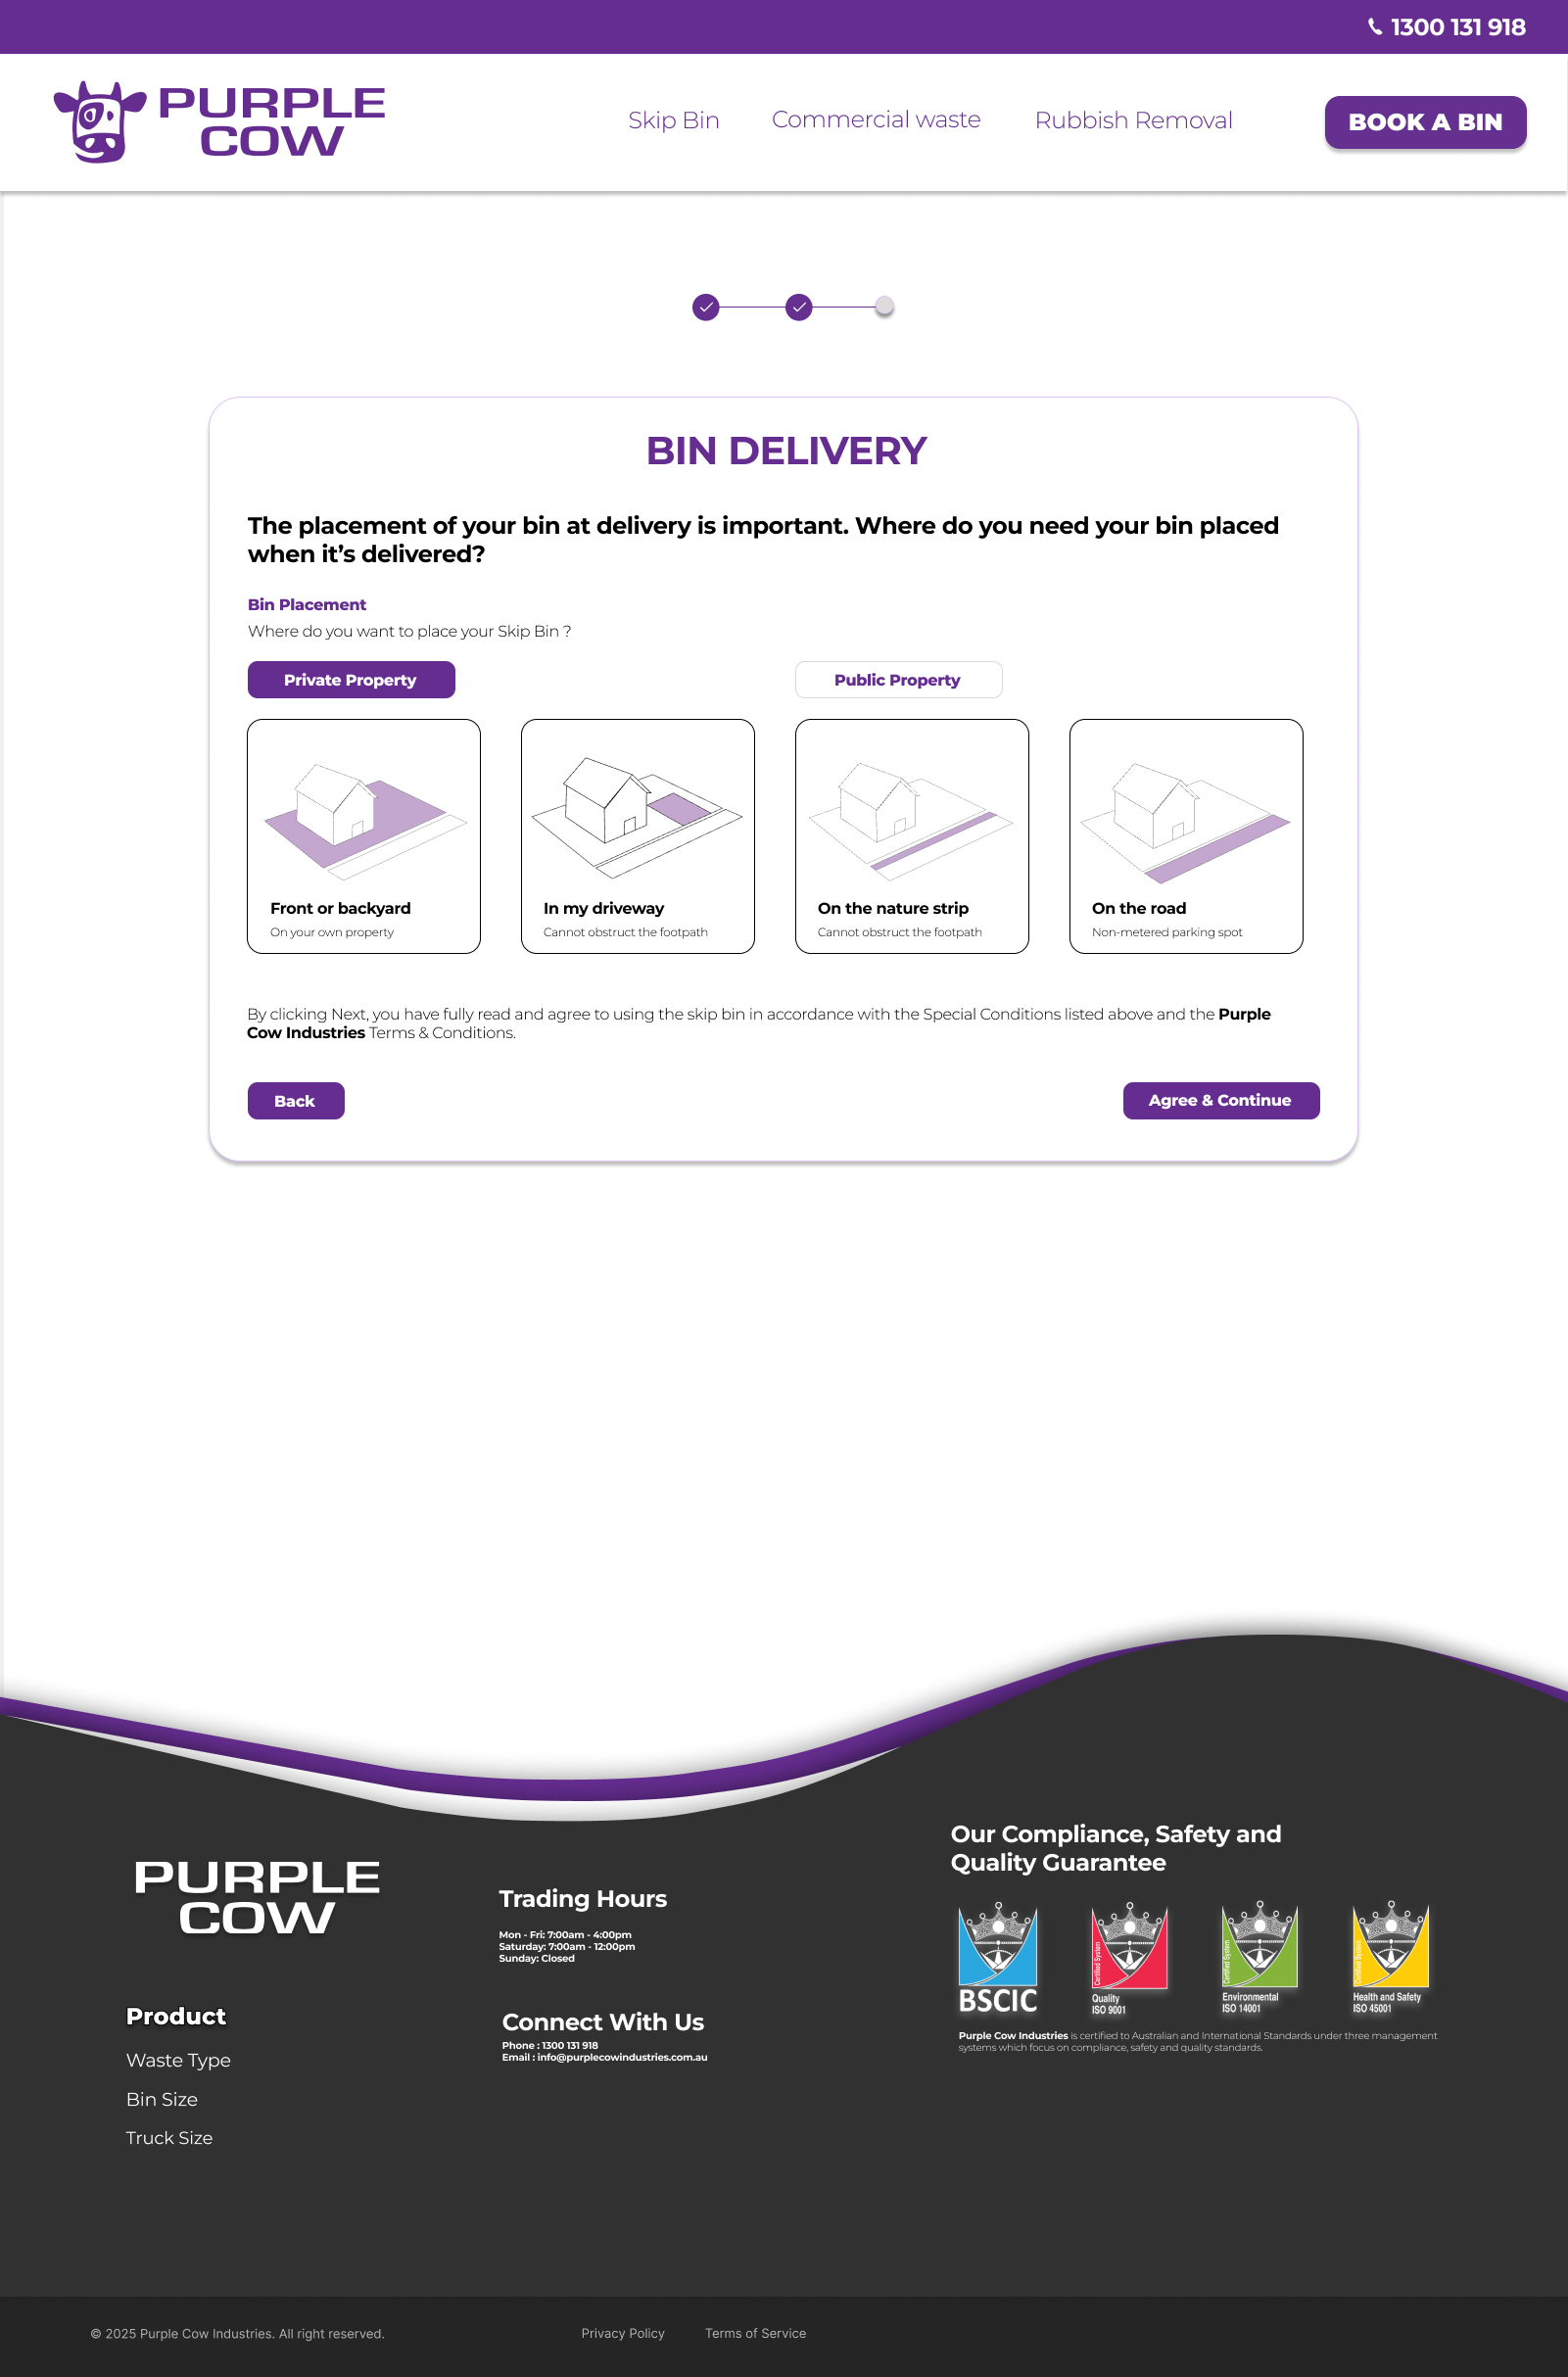 1300 131 918
PURPLE
COW
Skip Bin
Commercial waste
Rubbish Removal
BOOK A BIN
BIN DELIVERY
The placement of your bin at delivery is important. Where do you need your bin placed
when it’s delivered?
Bin Placement
Where do you want to place your Skip Bin ?
Private Property
Public Property
Front or backyard
On your own property
In my driveway
Cannot obstruct the footpath
On the nature strip
Cannot obstruct the footpath
On the road
Non-metered parking spot
By clicking Next, you have fully read and agree to using the skip bin in accordance with the Special Conditions listed above and the Purple
Cow Industries Terms & Conditions.
Back
Agree & Continue
PURPLE
COW
Product
Waste Type
Bin Size
Truck Size
Trading Hours
Mon - Fri: 7:00am - 4:00pm
Saturday: 7:00am - 12:00pm
Sunday: Closed
Connect With Us
Phone : 1300 131 918
Email : info@purplecowindustries.com.au
Our Compliance, Safety and
Quality Guarantee
BSCIC
Certified System
Quality
ISO 9001
Certified System
Environmental
ISO 14001
Certified System
Health and Safety
ISO 45001
Purple Cow Industries is certified to Australian and International Standards under three management
systems which focus on compliance, safety and quality standards.
© 2025 Purple Cow Industries. All right reserved.
Privacy Policy
Terms of Service